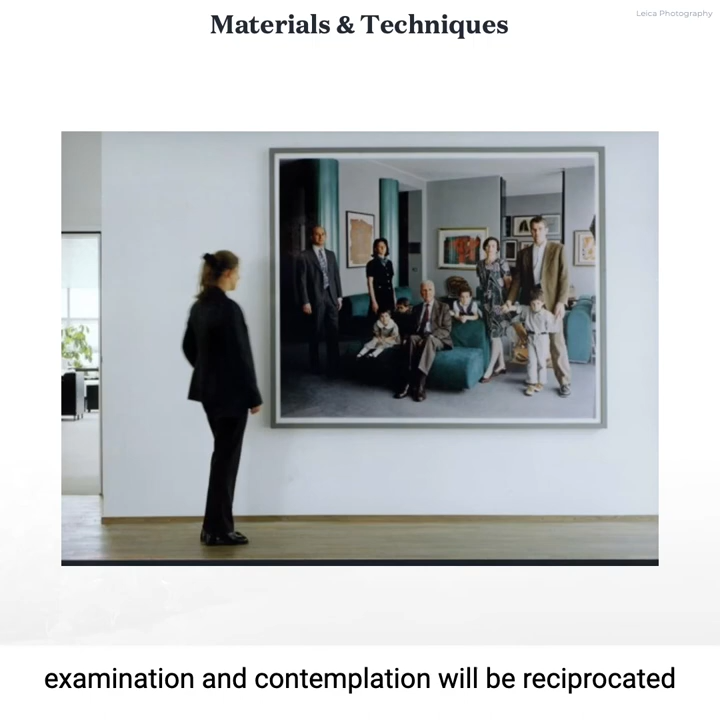 Materials & Techniques
Leica Photography
examination and contemplation will be reciprocated